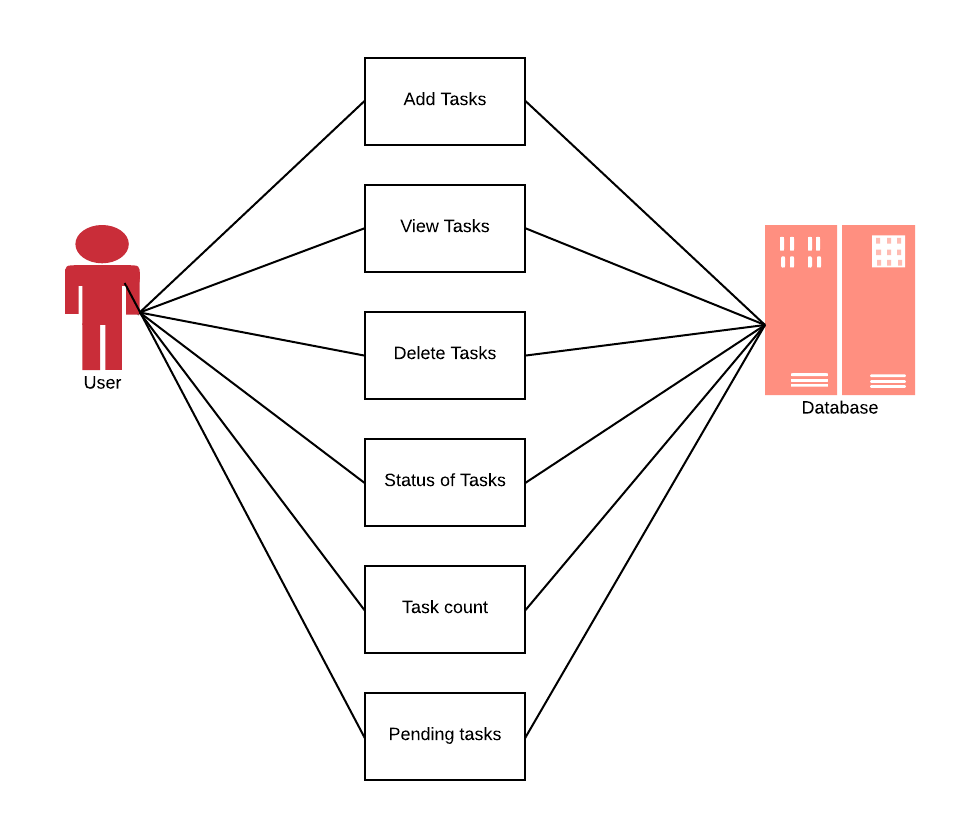 Add Tasks
View Tasks
Delete Tasks
Status of Tasks
Task count
Pending tasks
User
Database